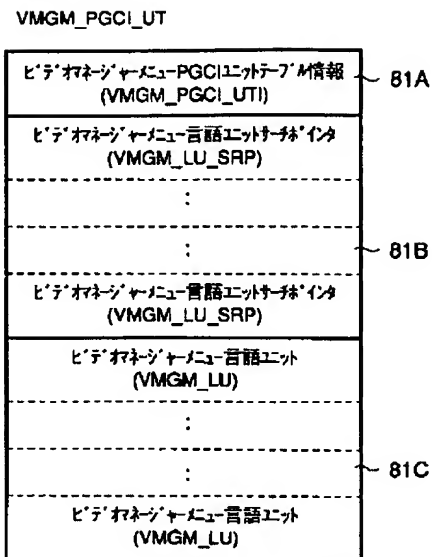 VMGM_PGCI_UT
ﾋﾞﾃﾞｵﾏﾈｰｼﾞｬｰﾒﾆｭｰPGCIﾕﾆｯﾄﾃｰﾌﾞﾙ情報
(VMGM_PGCI_UTI)
81A
ﾋﾞﾃﾞｵﾏﾈｰｼﾞｬｰﾒﾆｭｰ言語ﾕﾆｯﾄｻｰﾁﾎﾟｲﾝﾀ
(VMGM_LU_SRP)
:
:
81B
ﾋﾞﾃﾞｵﾏﾈｰｼﾞｬｰﾒﾆｭｰ言語ﾕﾆｯﾄｻｰﾁﾎﾟｲﾝﾀ
(VMGM_LU_SRP)
ﾋﾞﾃﾞｵﾏﾈｰｼﾞｬｰﾒﾆｭｰ言語ﾕﾆｯﾄ
(VMGM_LU)
:
:
81C
ﾋﾞﾃﾞｵﾏﾈｰｼﾞｬｰﾒﾆｭｰ言語ﾕﾆｯﾄ
(VMGM_LU)